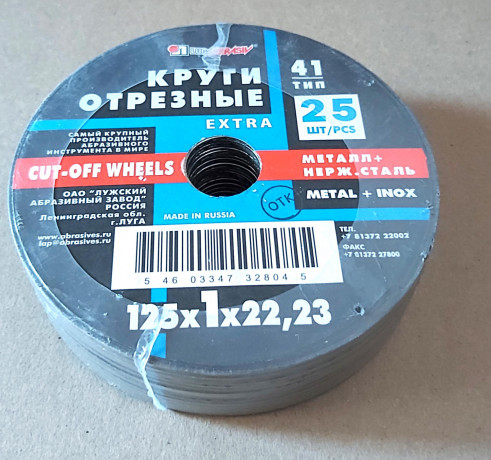 LUGAABRASIV
КРУГИ
ОТРЕЗНЫЕ
EXTRA
41
ТИП
25
ШТ/PCS
САМЫЙ КРУПНЫЙ
ПРОИЗВОДИТЕЛЬ
АБРАЗИВНОГО
ИНСТРУМЕНТА В МИРЕ
CUT-OFF WHEELS
МЕТАЛЛ+
НЕРЖ.СТАЛЬ
METAL + INOX
ОАО "ЛУЖСКИЙ
АБРАЗИВНЫЙ ЗАВОД"
РОССИЯ
Ленинградская обл.
г.ЛУГА
www.abrasives.ru
lap@abrasives.ru
MADE IN RUSSIA
ОТК
ТЕЛ.
+7 81372 22002
ФАКС
+7 81372 27800
5 46 03347 32804 5
125x1x22,23